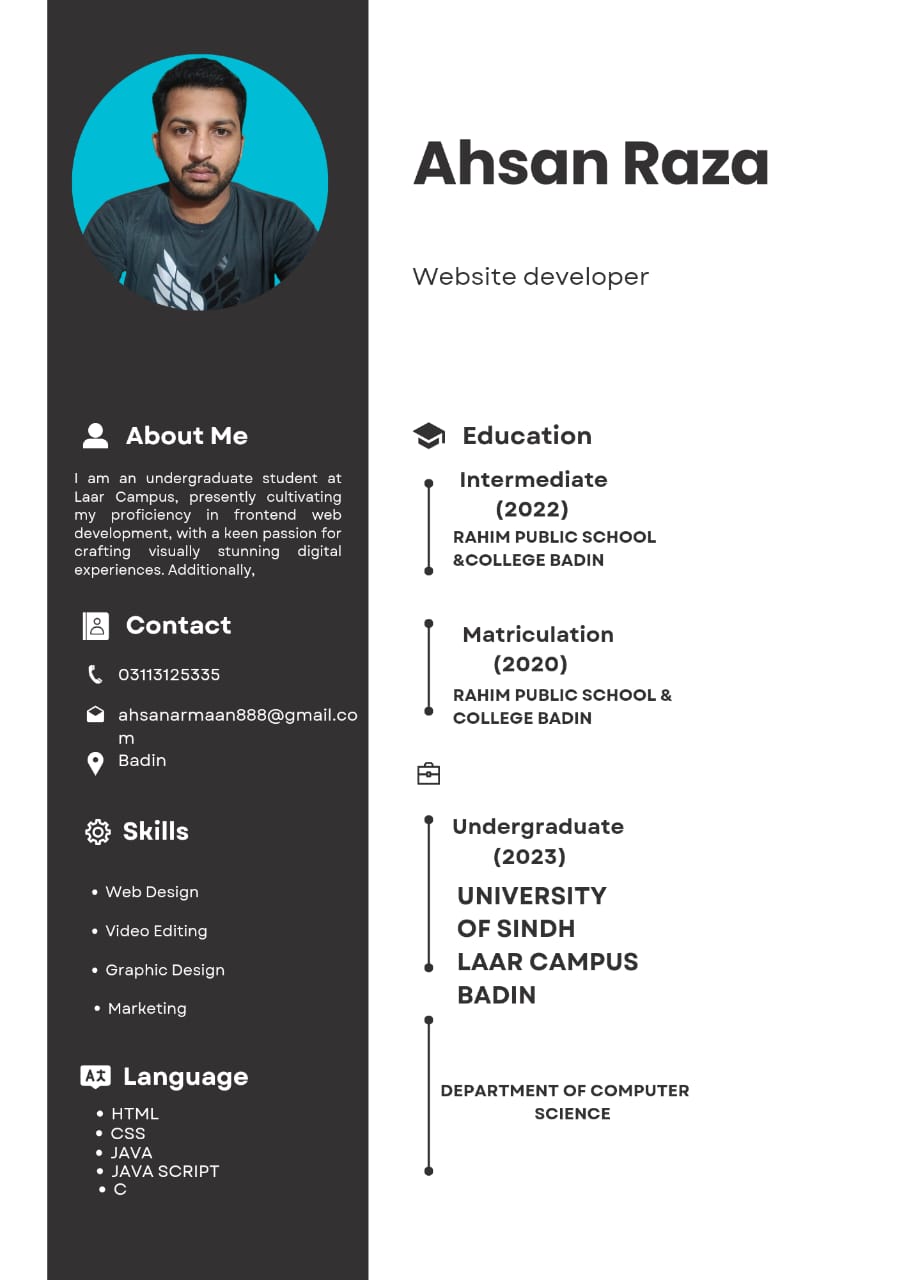 Ahsan Raza
Website developer
About Me
I am an undergraduate student at
Laar Campus, presently cultivating
my proficiency in frontend web
development, with a keen passion for
crafting visually stunning digital
experiences. Additionally,
Contact
03113125335
ahsanarmaan888@gmail.co
m
Badin
Skills
• Web Design
• Video Editing
• Graphic Design
• Marketing
Language
• HTML
• CSS
• JAVA
• JAVA SCRIPT
• C
Education
Intermediate
(2022)
RAHIM PUBLIC SCHOOL
&COLLEGE BADIN
Matriculation
(2020)
RAHIM PUBLIC SCHOOL &
COLLEGE BADIN
Undergraduate
(2023)
UNIVERSITY
OF SINDH
LAAR CAMPUS
BADIN
DEPARTMENT OF COMPUTER
SCIENCE